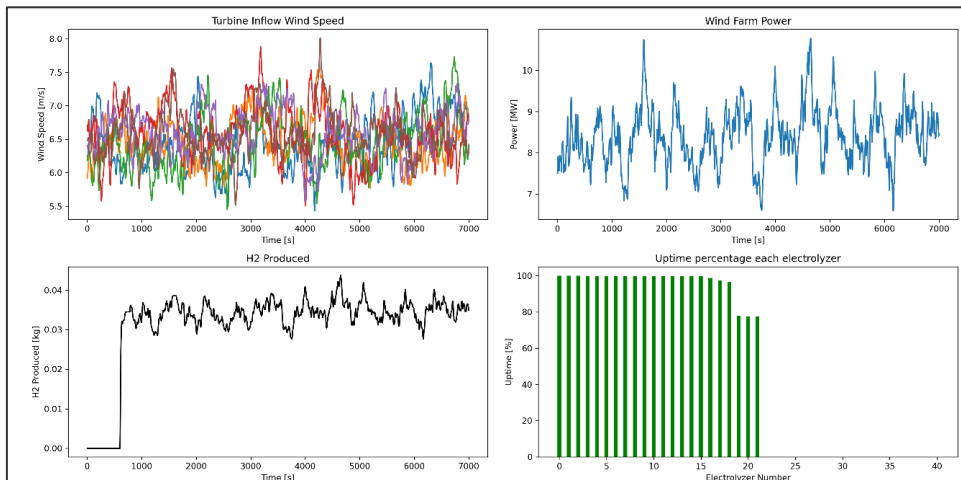 Turbine Inflow Wind Speed
Wind Speed [m/s]
8.0
7.5
7.0
6.5
6.0
5.5
0 1000 2000 3000 4000 5000 6000 7000
Time [s]
Wind Farm Power
Power [MW]
10
9
8
7
0 1000 2000 3000 4000 5000 6000 7000
Time [s]
H2 Produced
H2 Produced [kg]
0.04
0.03
0.02
0.01
0.00
0 1000 2000 3000 4000 5000 6000 7000
Time [s]
Uptime percentage each electrolyzer
Uptime [%]
100
80
60
40
20
0
0 5 10 15 20 25 30 35 40
Electrolyzer Number